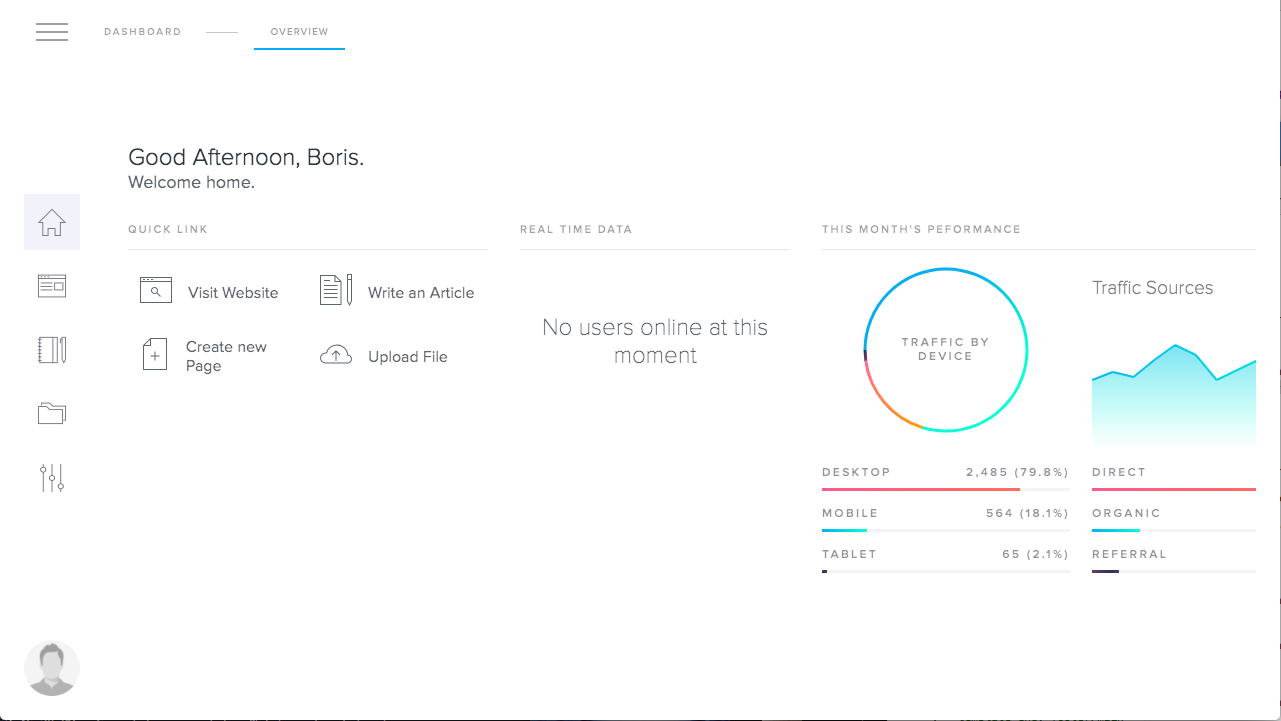 DASHBOARD
OVERVIEW
Good Afternoon, Boris.
Welcome home.
QUICK LINK
Visit Website
Write an Article
Create new
Page
Upload File
REAL TIME DATA
No users online at this
moment
THIS MONTH'S PEFORMANCE
TRAFFIC BY
DEVICE
DESKTOP 2,485 (79.8%)
MOBILE 564 (18.1%)
TABLET 65 (2.1%)
Traffic Sources
DIRECT
ORGANIC
REFERRAL